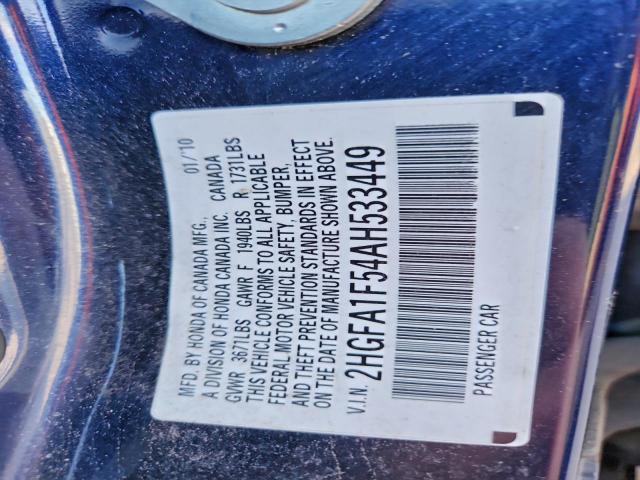 MFD. BY HONDA OF CANADA MFG., 01/10
A DIVISION OF HONDA CANADA INC. CANADA
GVWR 3671LBS GAWR F 1940LBS R 1731LBS
THIS VEHICLE CONFORMS TO ALL APPLICABLE
FEDERAL MOTOR VEHICLE SAFETY, BUMPER,
AND THEFT PREVENTION STANDARDS IN EFFECT
ON THE DATE OF MANUFACTURE SHOWN ABOVE.
V.I.N. 2HGFA1F54AH533449
PASSENGER CAR